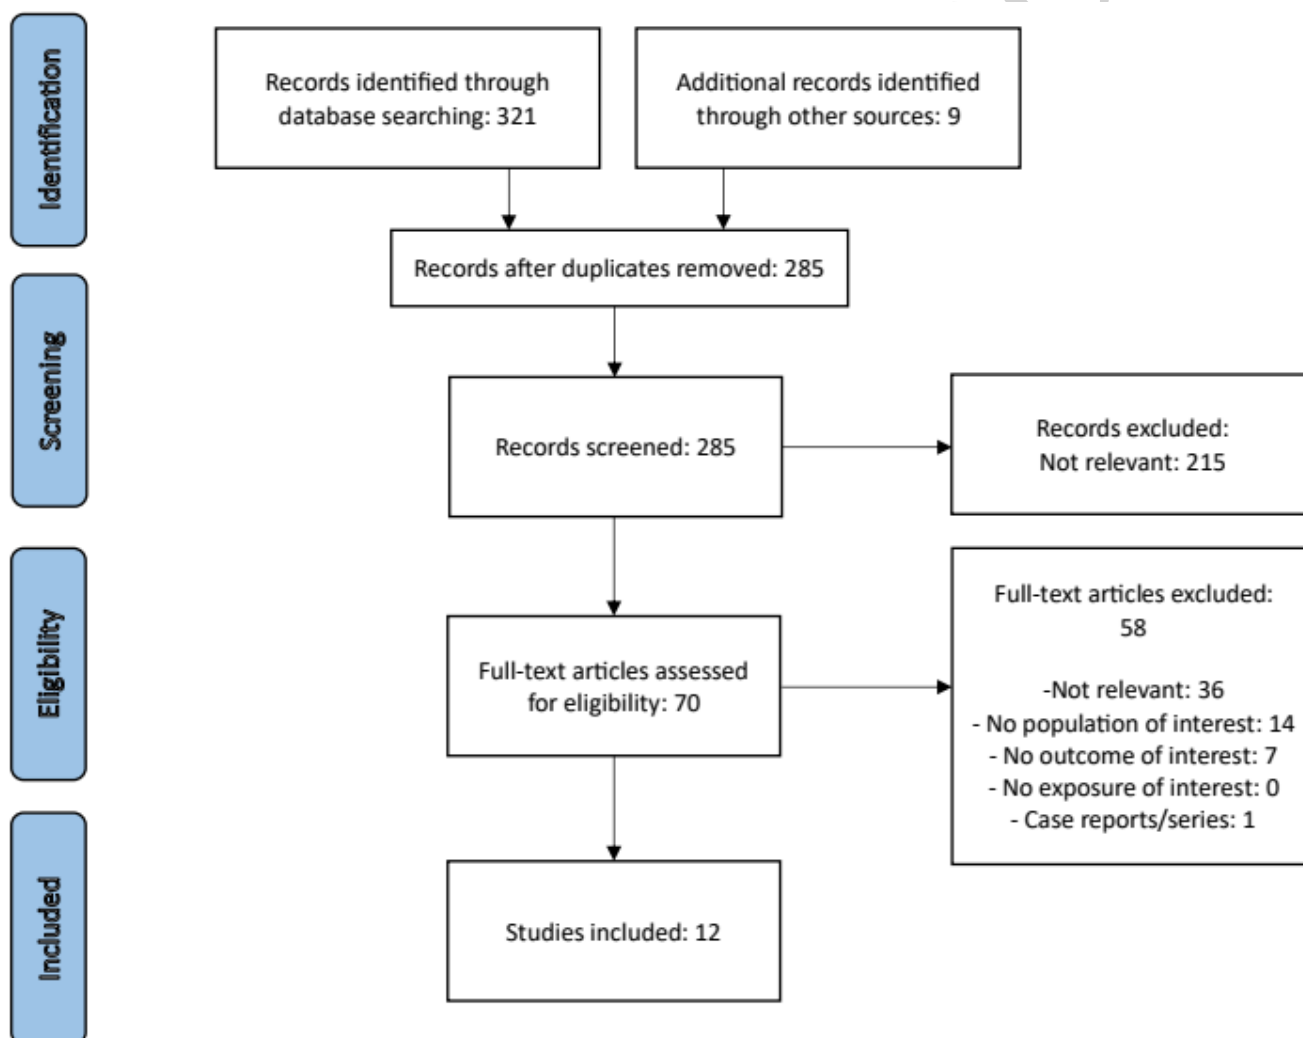 Identification
Records identified through
database searching: 321
Additional records identified
through other sources: 9
Records after duplicates removed: 285
Screening
Records screened: 285
Records excluded:
Not relevant: 215
Eligibility
Full-text articles assessed
for eligibility: 70
Full-text articles excluded:
58
-Not relevant: 36
- No population of interest: 14
- No outcome of interest: 7
- No exposure of interest: 0
- Case reports/series: 1
Included
Studies included: 12